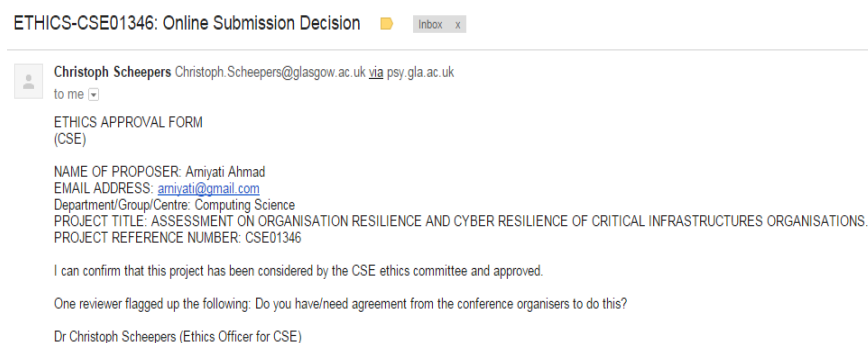 ETHICS-CSE01346: Online Submission Decision Inbox x
Christoph Scheepers Christoph.Scheepers@glasgow.ac.uk via psy.gla.ac.uk
to me
ETHICS APPROVAL FORM
(CSE)
NAME OF PROPOSER: Arniyati Ahmad
EMAIL ADDRESS: arniyati@gmail.com
Department/Group/Centre: Computing Science
PROJECT TITLE: ASSESSMENT ON ORGANISATION RESILIENCE AND CYBER RESILIENCE OF CRITICAL INFRASTRUCTURES ORGANISATIONS.
PROJECT REFERENCE NUMBER: CSE01346
I can confirm that this project has been considered by the CSE ethics committee and approved.
One reviewer flagged up the following: Do you have/need agreement from the conference organisers to do this?
Dr Christoph Scheepers (Ethics Officer for CSE)